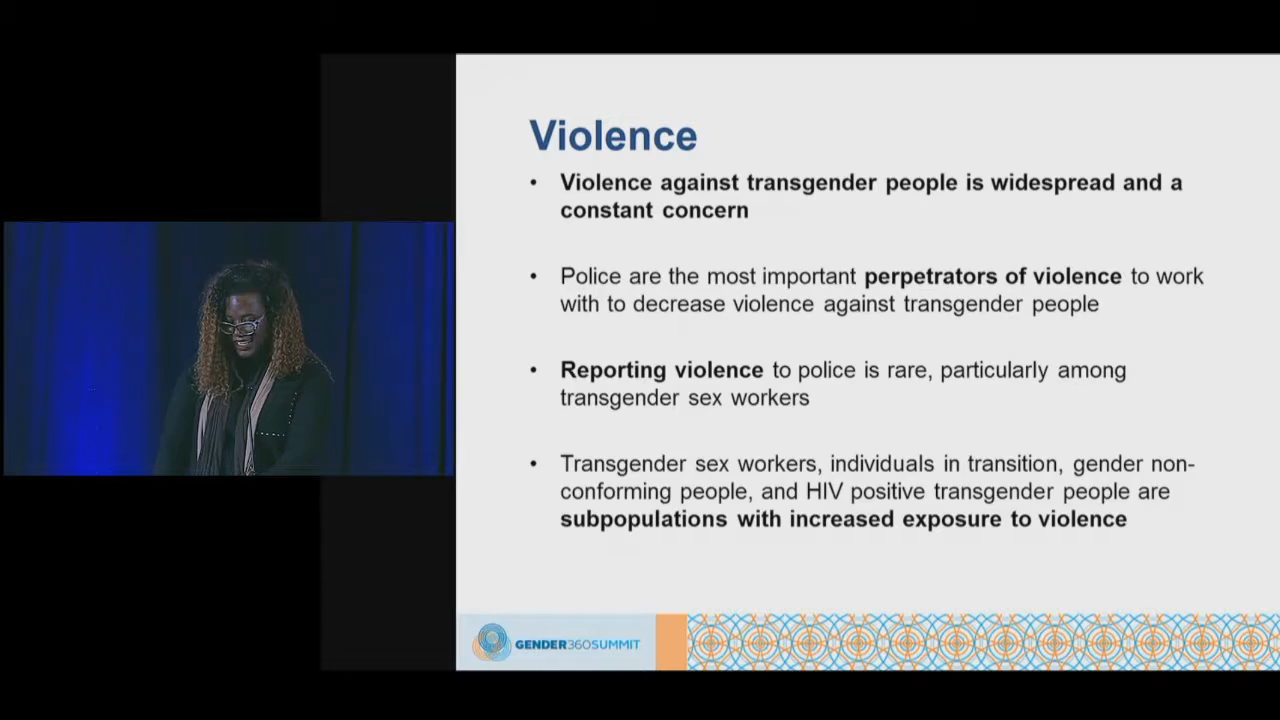 Violence
• Violence against transgender people is widespread and a
constant concern
• Police are the most important perpetrators of violence to work
with to decrease violence against transgender people
• Reporting violence to police is rare, particularly among
transgender sex workers
• Transgender sex workers, individuals in transition, gender non-
conforming people, and HIV positive transgender people are
subpopulations with increased exposure to violence
GENDER360SUMMIT